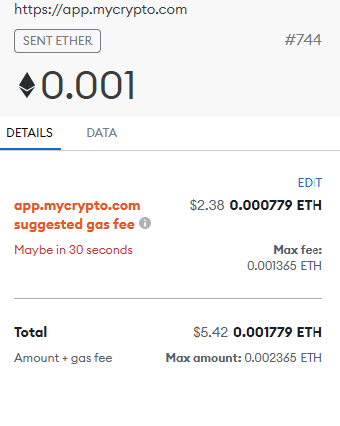 https://app.mycrypto.com
SENT ETHER #744
0.001
DETAILS DATA
EDIT
app.mycrypto.com $2.38 0.000779 ETH
suggested gas fee i
Maybe in 30 seconds Max fee:
0.001365 ETH
Total $5.42 0.001779 ETH
Amount + gas fee Max amount: 0.002365 ETH